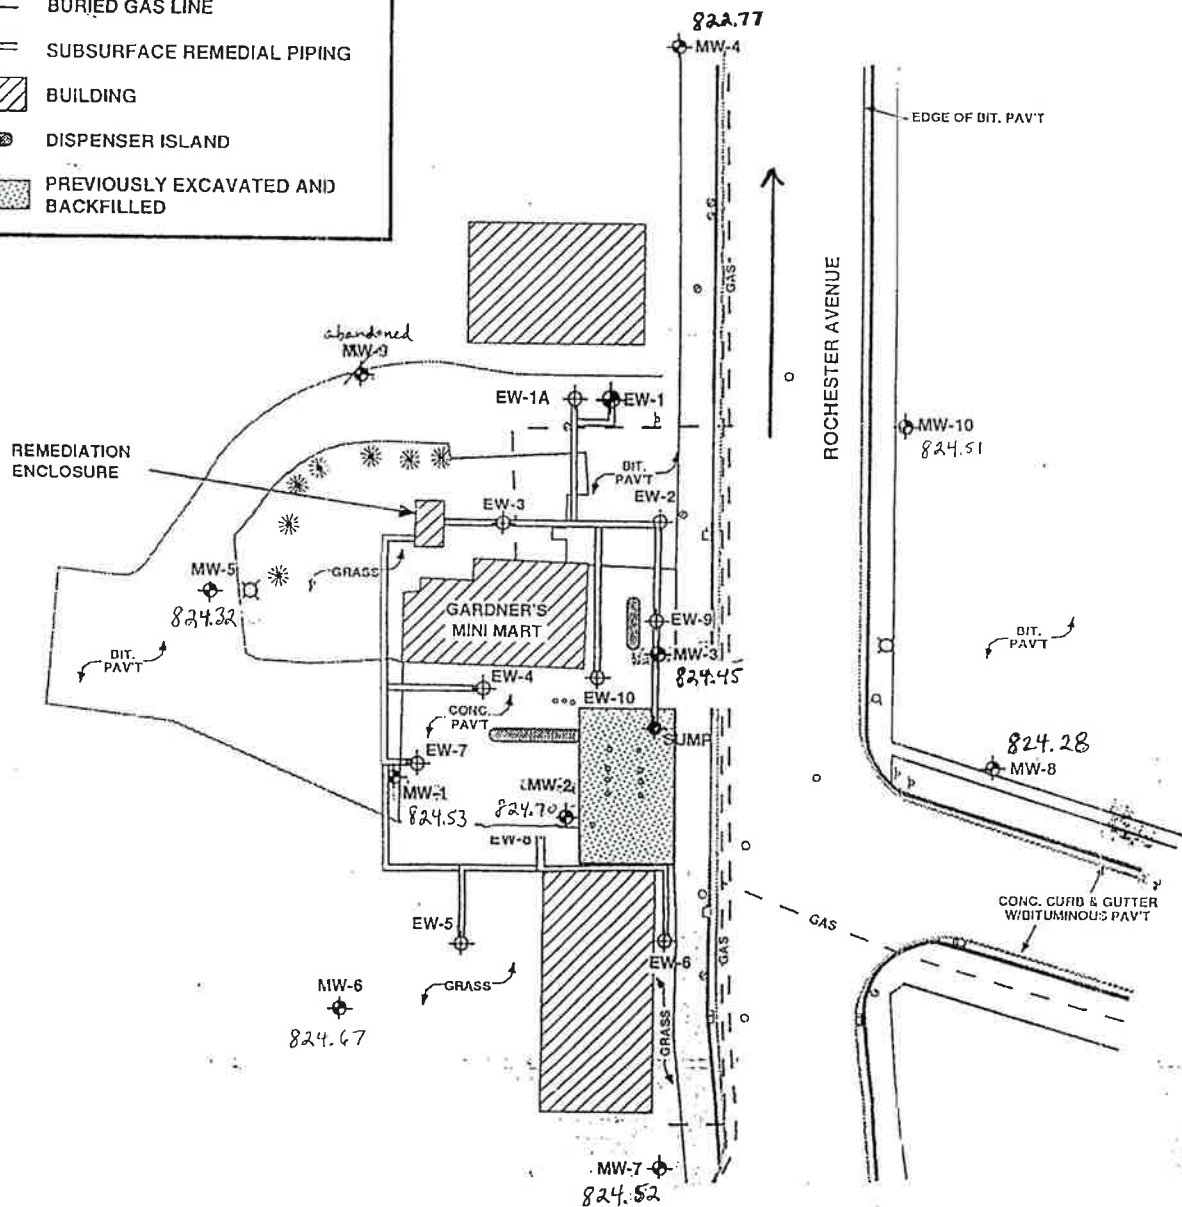 BURIED GAS LINE
SUBSURFACE REMEDIAL PIPING
BUILDING
DISPENSER ISLAND
PREVIOUSLY EXCAVATED AND
BACKFILLED
822.77
MW-4
EDGE OF BIT. PAV'T
GAS
ROCHESTER AVENUE
abandoned
MW-9
EW-1A
EW-1
MW-10
824.51
REMEDIATION
ENCLOSURE
BIT.
PAV'T
EW-3
EW-2
MW-5
824.32
GRASS
GARDNER'S
MINI MART
EW-9
MW-3
824.45
BIT.
PAV'T
BIT.
PAV'T
EW-4
EW-10
CONC.
PAV'T
SUMP
EW-7
824.28
MW-8
MW-1
824.53
MW-2
824.70
EW-8
CONC. CURB & GUTTER
W/BITUMINOUS PAV'T
GAS
EW-5
GAS
EW-6
MW-6
824.67
GRASS
GRASS
MW-7
824.52